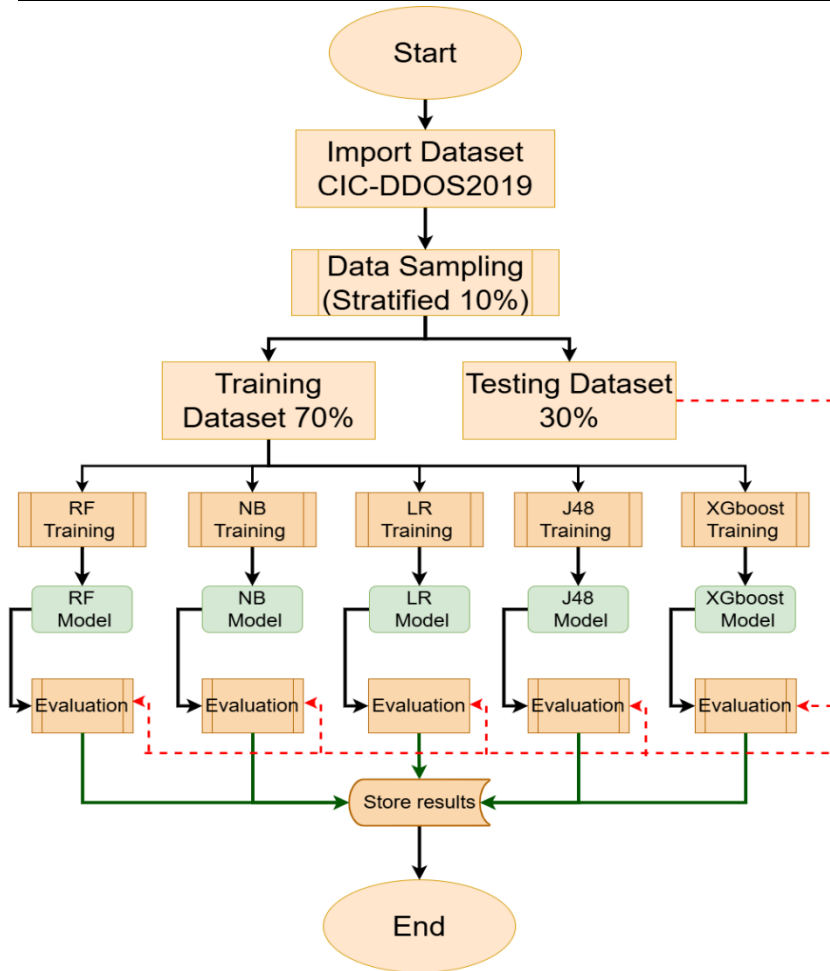 Start
Import Dataset
CIC-DDOS2019
Data Sampling
(Stratified 10%)
Training
Dataset 70%
Testing Dataset
30%
RF
Training
NB
Training
LR
Training
J48
Training
XGboost
Training
RF
Model
NB
Model
LR
Model
J48
Model
XGboost
Model
Evaluation
Evaluation
Evaluation
Evaluation
Evaluation
Store results
End